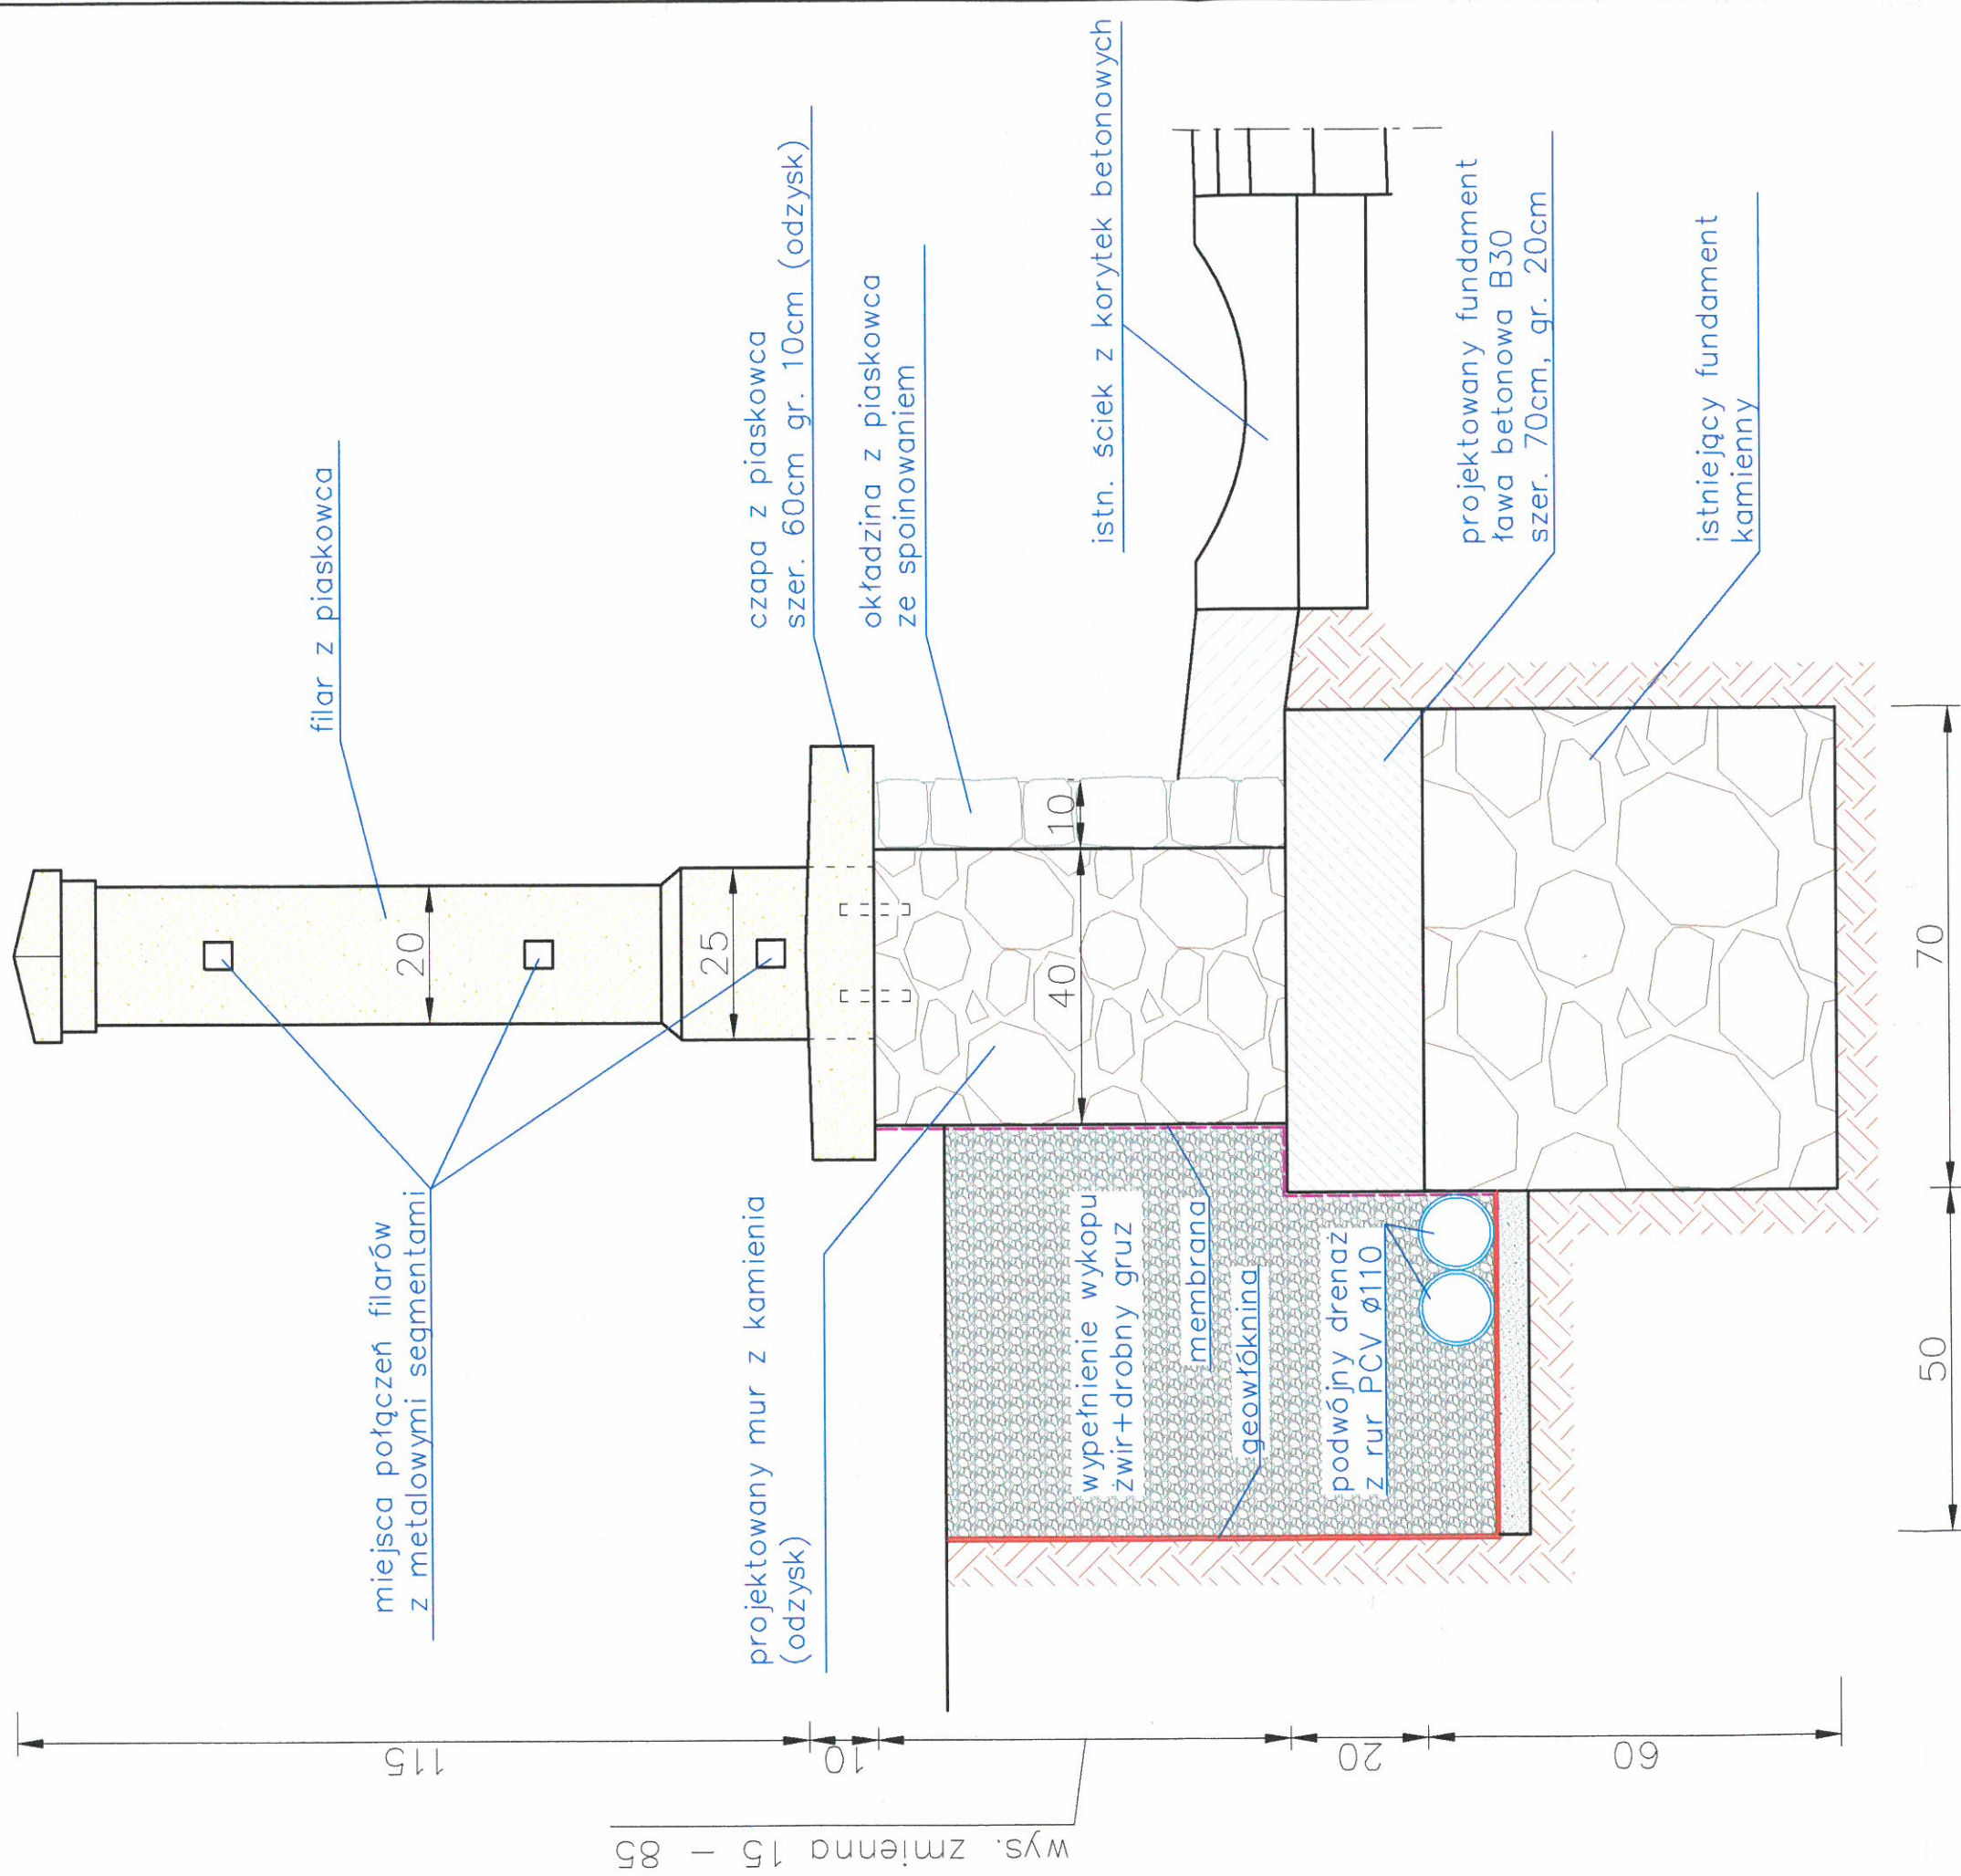 filar z piaskowca
czapa z piaskowca
szer. 60cm gr. 10cm (odzysk)
okładzina z piaskowca
ze spoinowaniem
istn. ściek z korytek betonowych
projektowany fundament
ława betonowa B30
szer. 70cm, gr. 20cm
istniejący fundament
kamienny
miejsca połączeń filarów
z metalowymi segmentami
projektowany mur z kamienia
(odzysk)
wypełnienie wykopu
żwir+drobny gruz
membrana
geowłóknina
podwójny drenaż
z rur PCV ø110
20
25
10
40
70
50
115
10
wys. zmienna 15 - 85
20
60